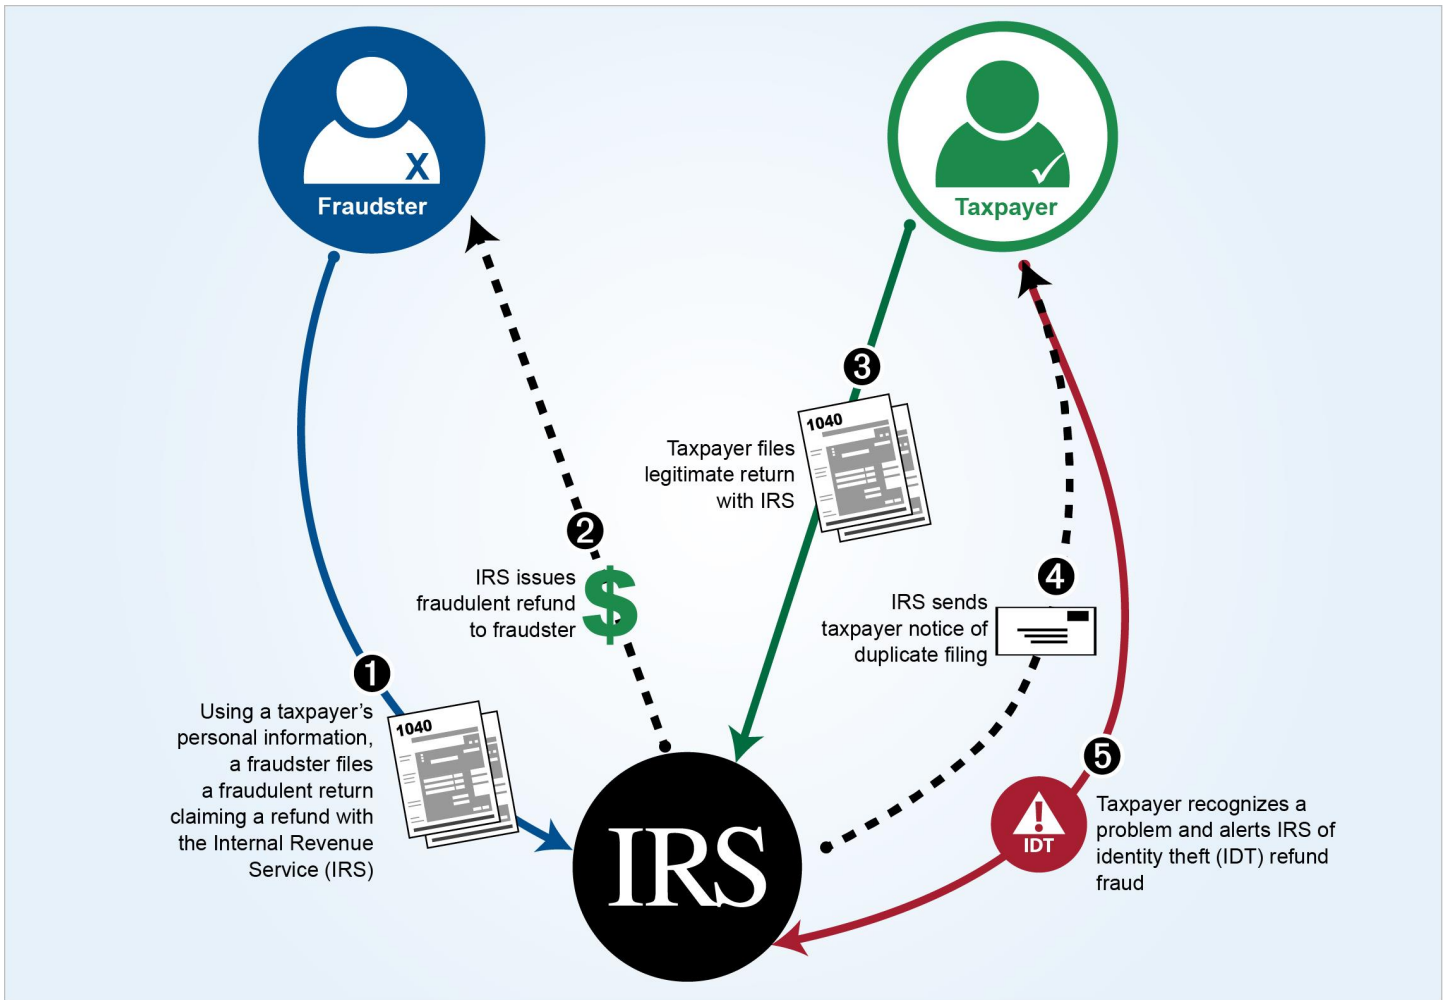 X
Fraudster
Taxpayer
1
Using a taxpayer’s
personal information,
a fraudster files
a fraudulent return
claiming a refund with
the Internal Revenue
Service (IRS)
1040
2
IRS issues
fraudulent refund
to fraudster
$
3
Taxpayer files
legitimate return
with IRS
1040
4
IRS sends
taxpayer notice of
duplicate filing
5
!
IDT
Taxpayer recognizes a
problem and alerts IRS of
identity theft (IDT) refund
fraud
IRS